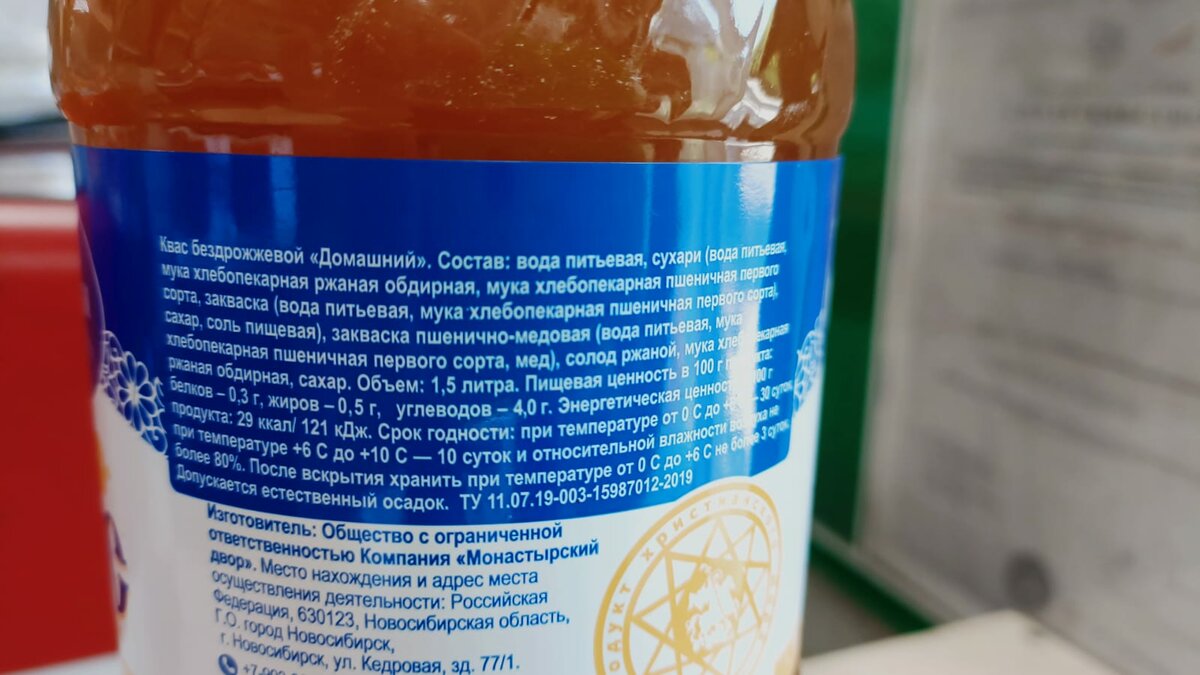 Квас бездрожжевой «Домашний». Состав: вода питьевая, сухари (вода питьевая,
мука хлебопекарная ржаная обдирная, мука хлебопекарная пшеничная первого
сорта, закваска (вода питьевая, мука хлебопекарная пшеничная первого сорта),
сахар, соль пищевая), закваска пшенично-медовая (вода питьевая, мука
хлебопекарная пшеничная первого сорта, мед), солод ржаной, мука
ржаная обдирная, сахар. Объем: 1,5 литра. Пищевая ценность в 100 г
белков – 0,3 г, жиров – 0,5 г, углеводов – 4,0 г. Энергетическая
продукта: 29 ккал/ 121 кДж. Срок годности: при температуре от 0 С до – 30 суток,
при температуре +6 С до +10 С — 10 суток и относительной влажности воздуха не
более 80%. После вскрытия хранить при температуре от 0 С до +6 С не более 3 суток.
Допускается естественный осадок. ТУ 11.07.19-003-15987012-2019
Изготовитель: Общество с ограниченной
ответственностью Компания «Монастырский
двор». Место нахождения и адрес места
осуществления деятельности: Российская
Федерация, 630123, Новосибирская область,
Г.О. город Новосибирск,
г. Новосибирск, ул. Кедровая, зд. 77/1.